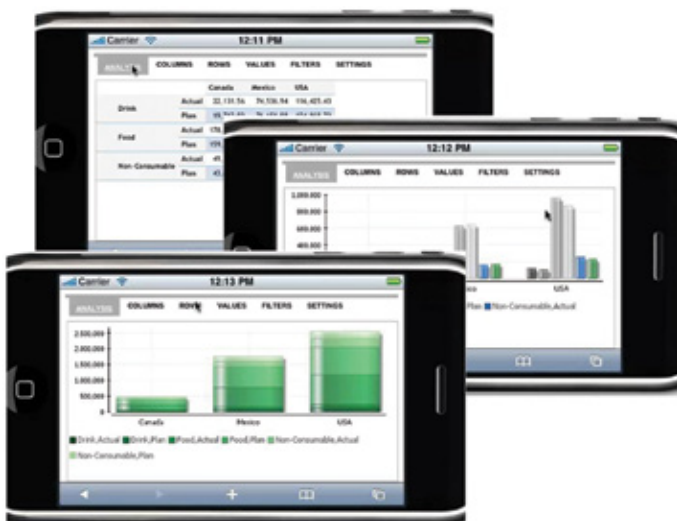 Carrier 12:11 PM
ANALYSIS COLUMNS ROWS VALUES FILTERS SETTINGS
Canada Mexico USA
Drink Actual
Plan
Food Actual
Plan
Non-Consumable Actual
Plan
Carrier 12:12 PM
ANALYSIS COLUMNS ROWS VALUES FILTERS SETTINGS
1,000,000
800,000
600,000
400,000
USA
Non-Consumable,Actual
Carrier 12:13 PM
ANALYSIS COLUMNS ROWS VALUES FILTERS SETTINGS
2,500,000
2,000,000
1,500,000
1,000,000
500,000
0
Canada Mexico USA
Drink,Actual Drink,Plan Food,Actual Food,Plan Non-Consumable,Actual
Non-Consumable,Plan